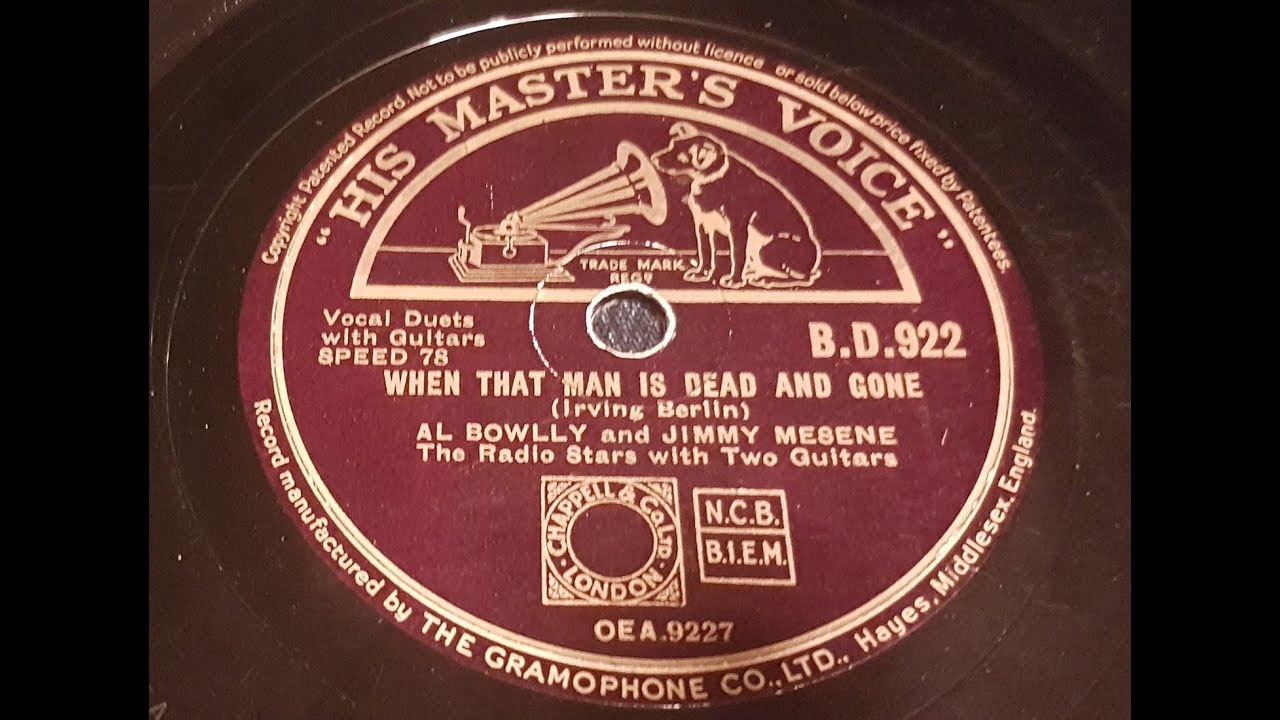 Copyright Patented Record. Not to be publicly performed without licence or sold below price fixed by Patentees.
"HIS MASTER'S VOICE"
TRADE MARK
REGD
Vocal Duets
with Guitars
SPEED 78
B.D.922
WHEN THAT MAN IS DEAD AND GONE
(Irving Berlin)
AL BOWLLY and JIMMY MESENE
The Radio Stars with Two Guitars
CHAPPELL & Co. LTD.
· LONDON ·
N.C.B.
B.I.E.M.
OEA.9227
Record manufactured by THE GRAMOPHONE CO., LTD., Hayes, Middlesex, England.